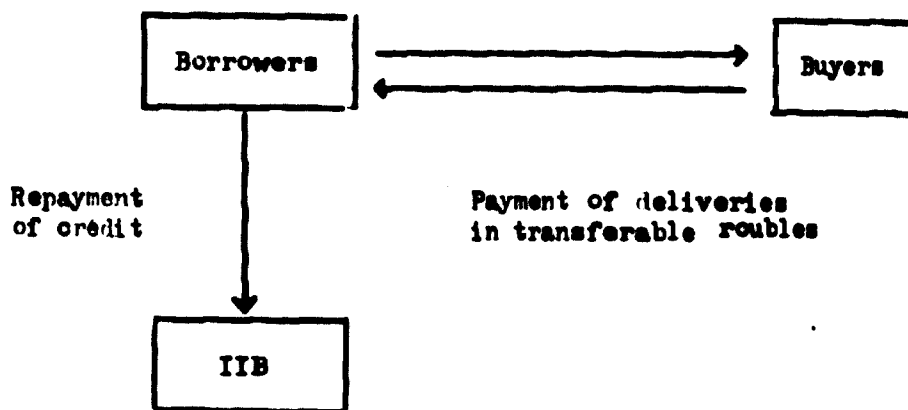 Borrowers
Buyers
Repayment
of credit
Payment of deliveries
in transferable roubles
IIB